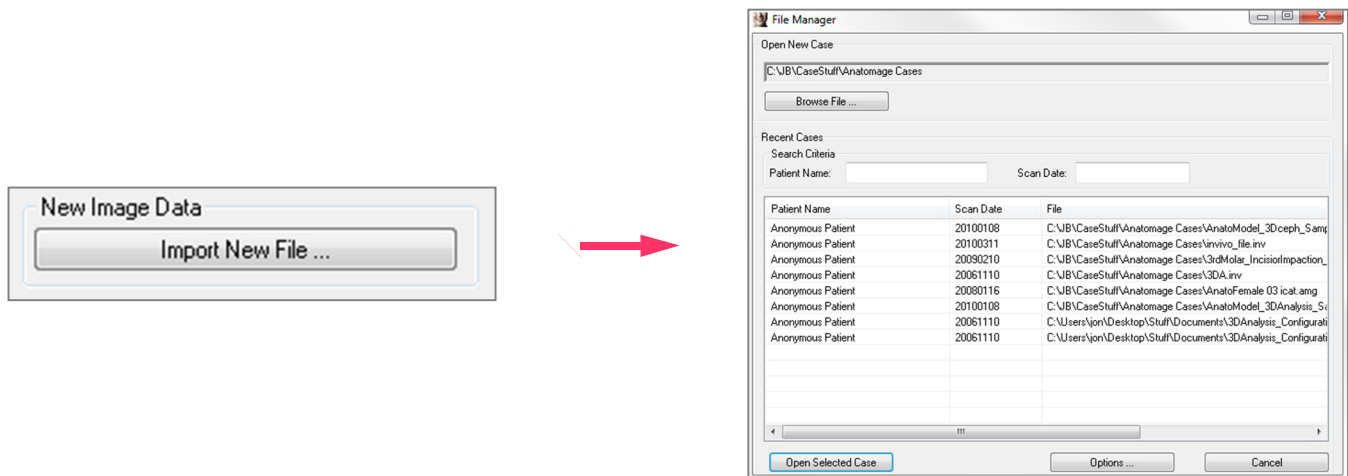 New Image Data
Import New File ...
File Manager
Open New Case
C:\JB\CaseStuff\Anatomage Cases
Browse File ...
Recent Cases
Search Criteria
Patient Name: Scan Date:
Patient Name Scan Date File
Anonymous Patient 20100108 C:\JB\CaseStuff\Anatomage Cases\AnatoModel_3Dceph_Samp
Anonymous Patient 20100311 C:\JB\CaseStuff\Anatomage Cases\invivo_file.inv
Anonymous Patient 20090210 C:\JB\CaseStuff\Anatomage Cases\3rdMolar_IncisiorImpaction_
Anonymous Patient 20061110 C:\JB\CaseStuff\Anatomage Cases\3DA.inv
Anonymous Patient 20080116 C:\JB\CaseStuff\Anatomage Cases\AnatoFemale 03 icat.amg
Anonymous Patient 20100108 C:\JB\CaseStuff\Anatomage Cases\AnatoModel_3DAnalysis_Sa
Anonymous Patient 20061110 C:\Users\jon\Desktop\Stuff\Documents\3DAnalysis_Configurati
Anonymous Patient 20061110 C:\Users\jon\Desktop\Stuff\Documents\3DAnalysis_Configurati
Open Selected Case Options ... Cancel